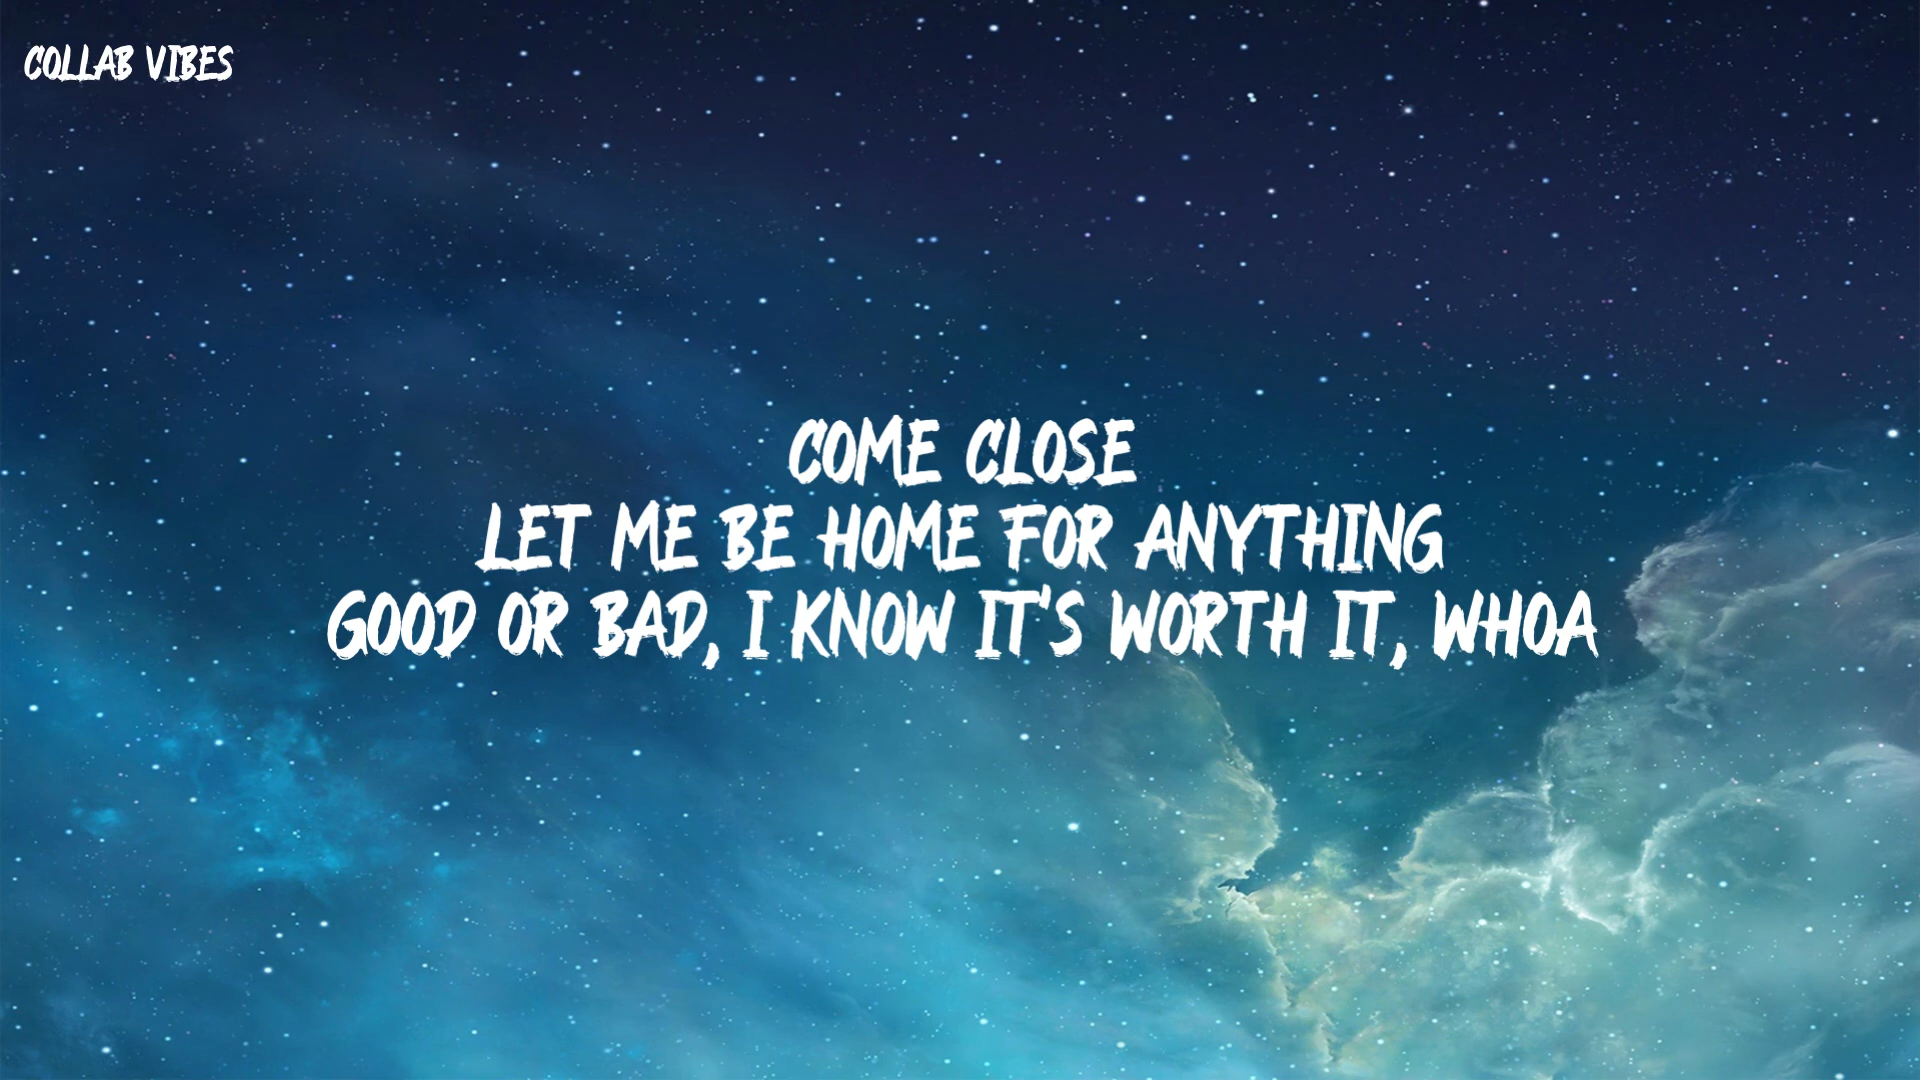 COLLAB VIBES
COME CLOSE
LET ME BE HOME FOR ANYTHING
GOOD OR BAD, I KNOW IT'S WORTH IT, WHOA